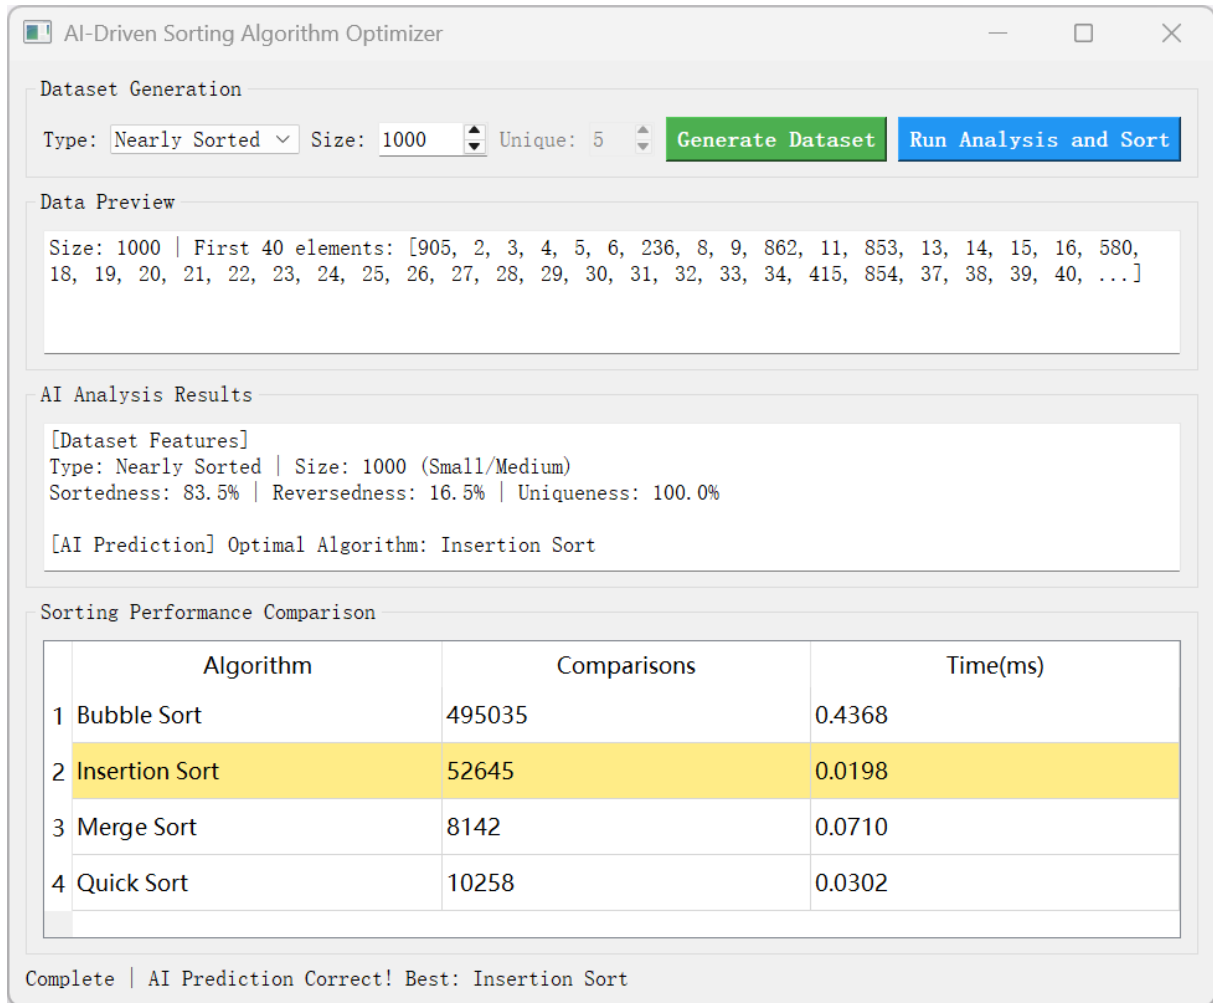 AI-Driven Sorting Algorithm Optimizer
Dataset Generation
Type: Nearly Sorted Size: 1000 Unique: 5 Generate Dataset Run Analysis and Sort
Data Preview
Size: 1000 | First 40 elements: [905, 2, 3, 4, 5, 6, 236, 8, 9, 862, 11, 853, 13, 14, 15, 16, 580,
18, 19, 20, 21, 22, 23, 24, 25, 26, 27, 28, 29, 30, 31, 32, 33, 34, 415, 854, 37, 38, 39, 40, ...]
AI Analysis Results
[Dataset Features]
Type: Nearly Sorted | Size: 1000 (Small/Medium)
Sortedness: 83.5% | Reversedness: 16.5% | Uniqueness: 100.0%
[AI Prediction] Optimal Algorithm: Insertion Sort
Sorting Performance Comparison
Algorithm Comparisons Time(ms)
1 Bubble Sort 495035 0.4368
2 Insertion Sort 52645 0.0198
3 Merge Sort 8142 0.0710
4 Quick Sort 10258 0.0302
Complete | AI Prediction Correct! Best: Insertion Sort